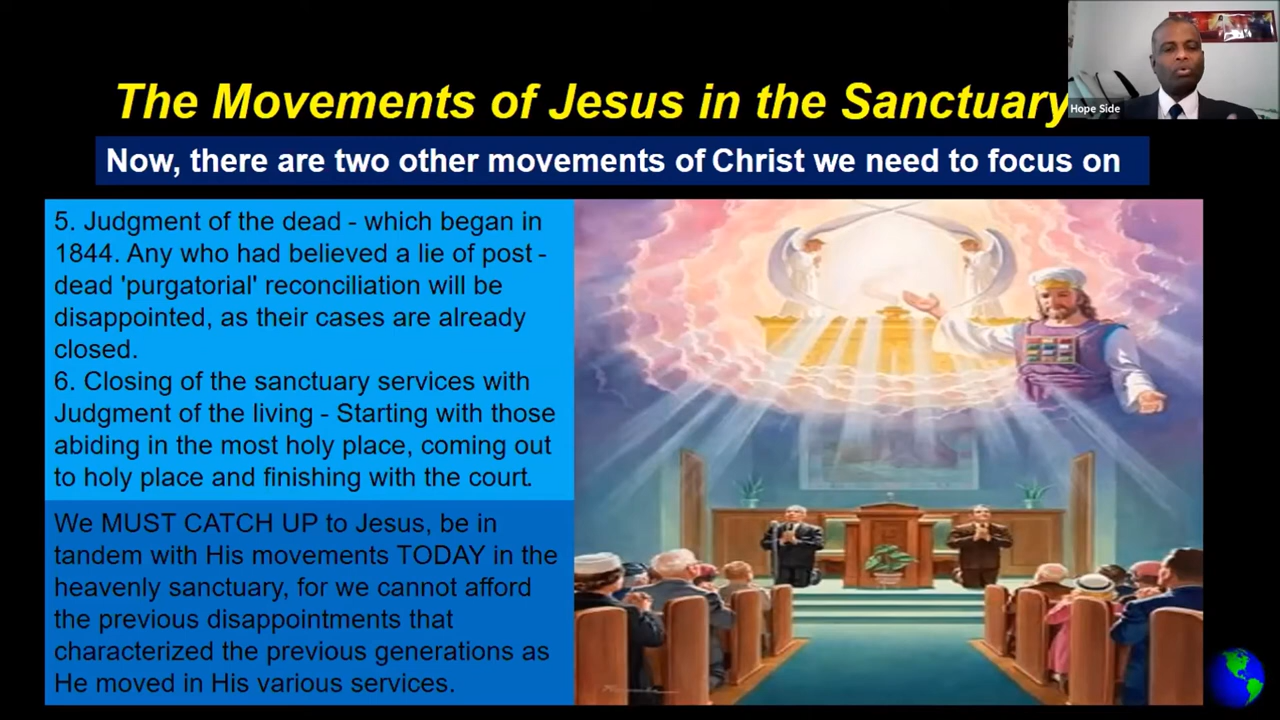 The Movements of Jesus in the Sanctuary
Hope Side
Now, there are two other movements of Christ we need to focus on
5. Judgment of the dead - which began in
1844. Any who had believed a lie of post -
dead 'purgatorial' reconciliation will be
disappointed, as their cases are already
closed.
6. Closing of the sanctuary services with
Judgment of the living - Starting with those
abiding in the most holy place, coming out
to holy place and finishing with the court.
We MUST CATCH UP to Jesus, be in
tandem with His movements TODAY in the
heavenly sanctuary, for we cannot afford
the previous disappointments that
characterized the previous generations as
He moved in His various services.